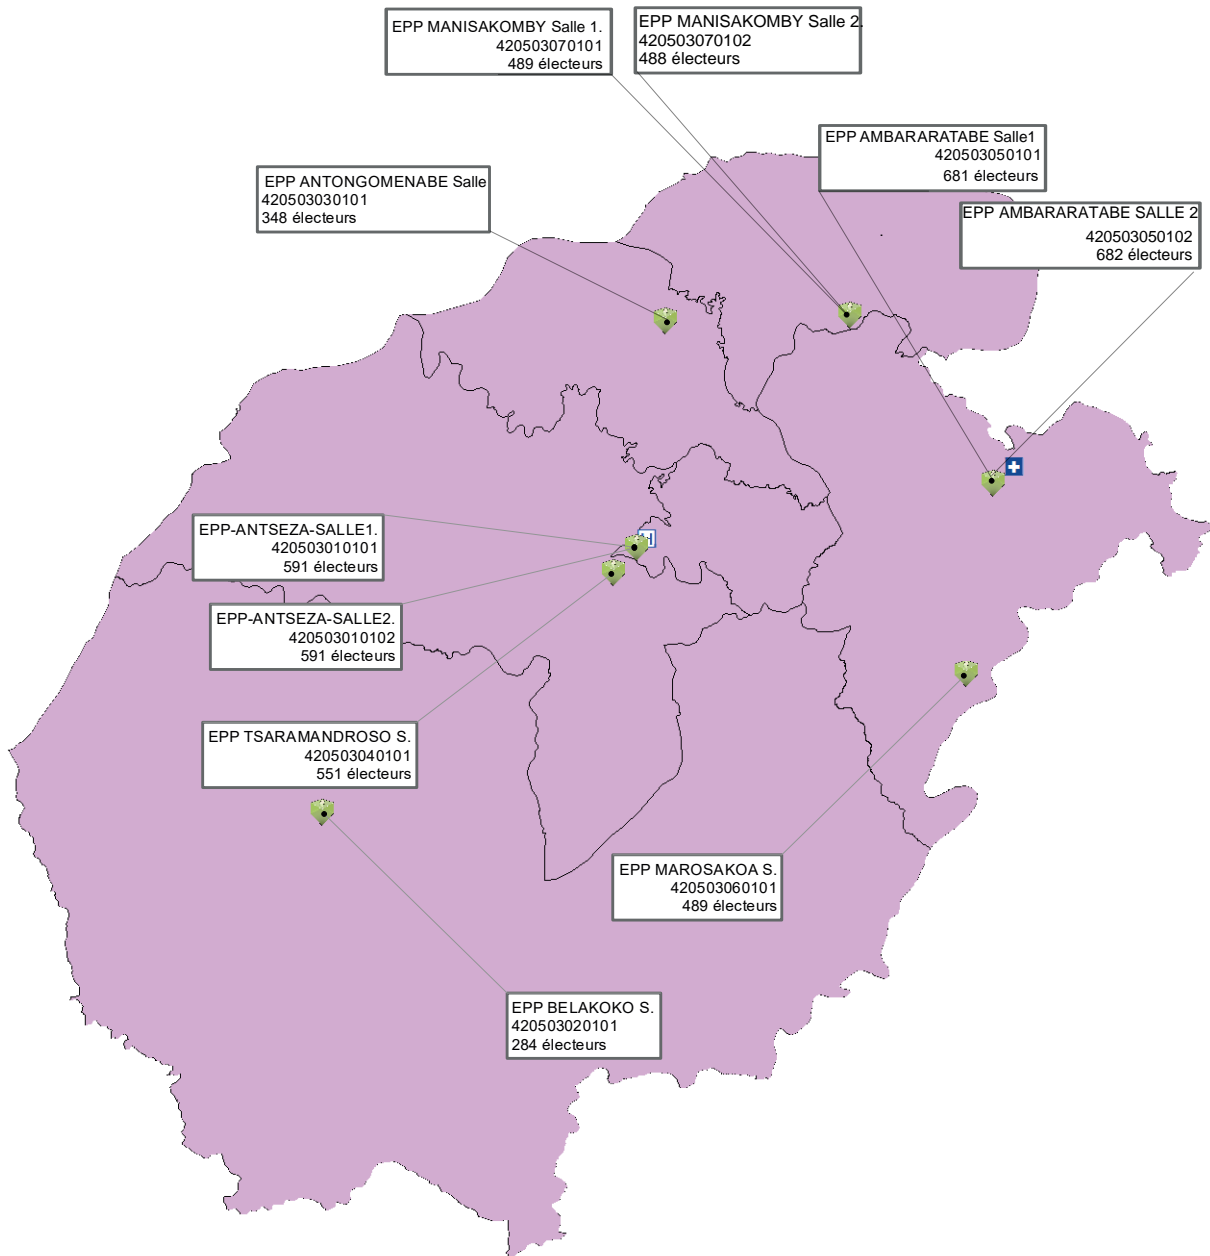 EPP MANISAKOMBY Salle 1.
420503070101
489 électeurs
EPP MANISAKOMBY Salle 2.
420503070102
488 électeurs
EPP AMBARARATABE Salle1
420503050101
681 électeurs
EPP ANTONGOMENABE Salle
420503030101
348 électeurs
EPP AMBARARATABE SALLE 2
420503050102
682 électeurs
EPP-ANTSEZA-SALLE1.
420503010101
591 électeurs
EPP-ANTSEZA-SALLE2.
420503010102
591 électeurs
EPP TSARAMANDROSO S.
420503040101
551 électeurs
EPP MAROSAKOA S.
420503060101
489 électeurs
EPP BELAKOKO S.
420503020101
284 électeurs